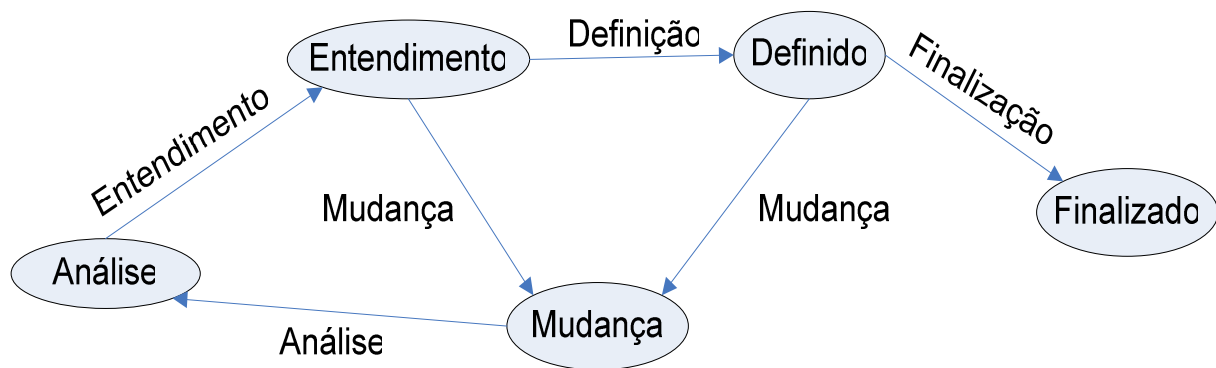 Entendimento
Definição
Definido
Finalização
Entendimento
Mudança
Mudança
Finalizado
Análise
Mudança
Análise